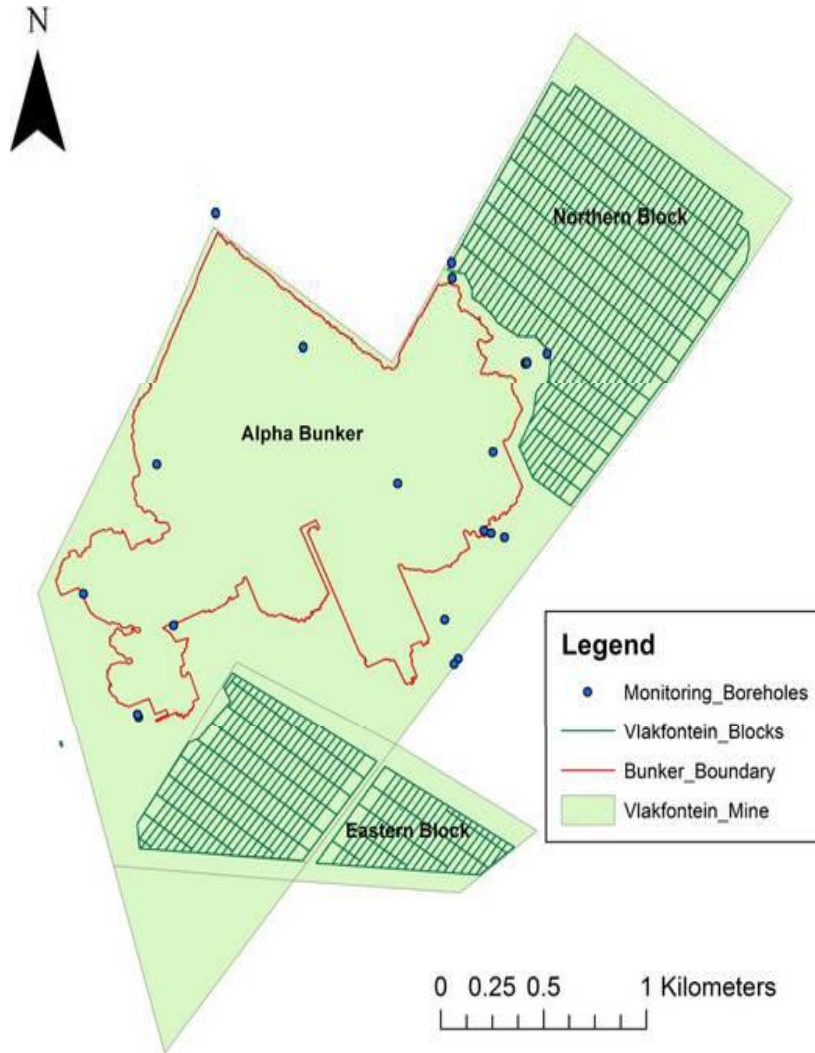 N
Northern Block
Alpha Bunker
Eastern Block
Legend
Monitoring_Boreholes
Vlakfontein_Blocks
Bunker_Boundary
Vlakfontein_Mine
0 0.25 0.5 1 Kilometers